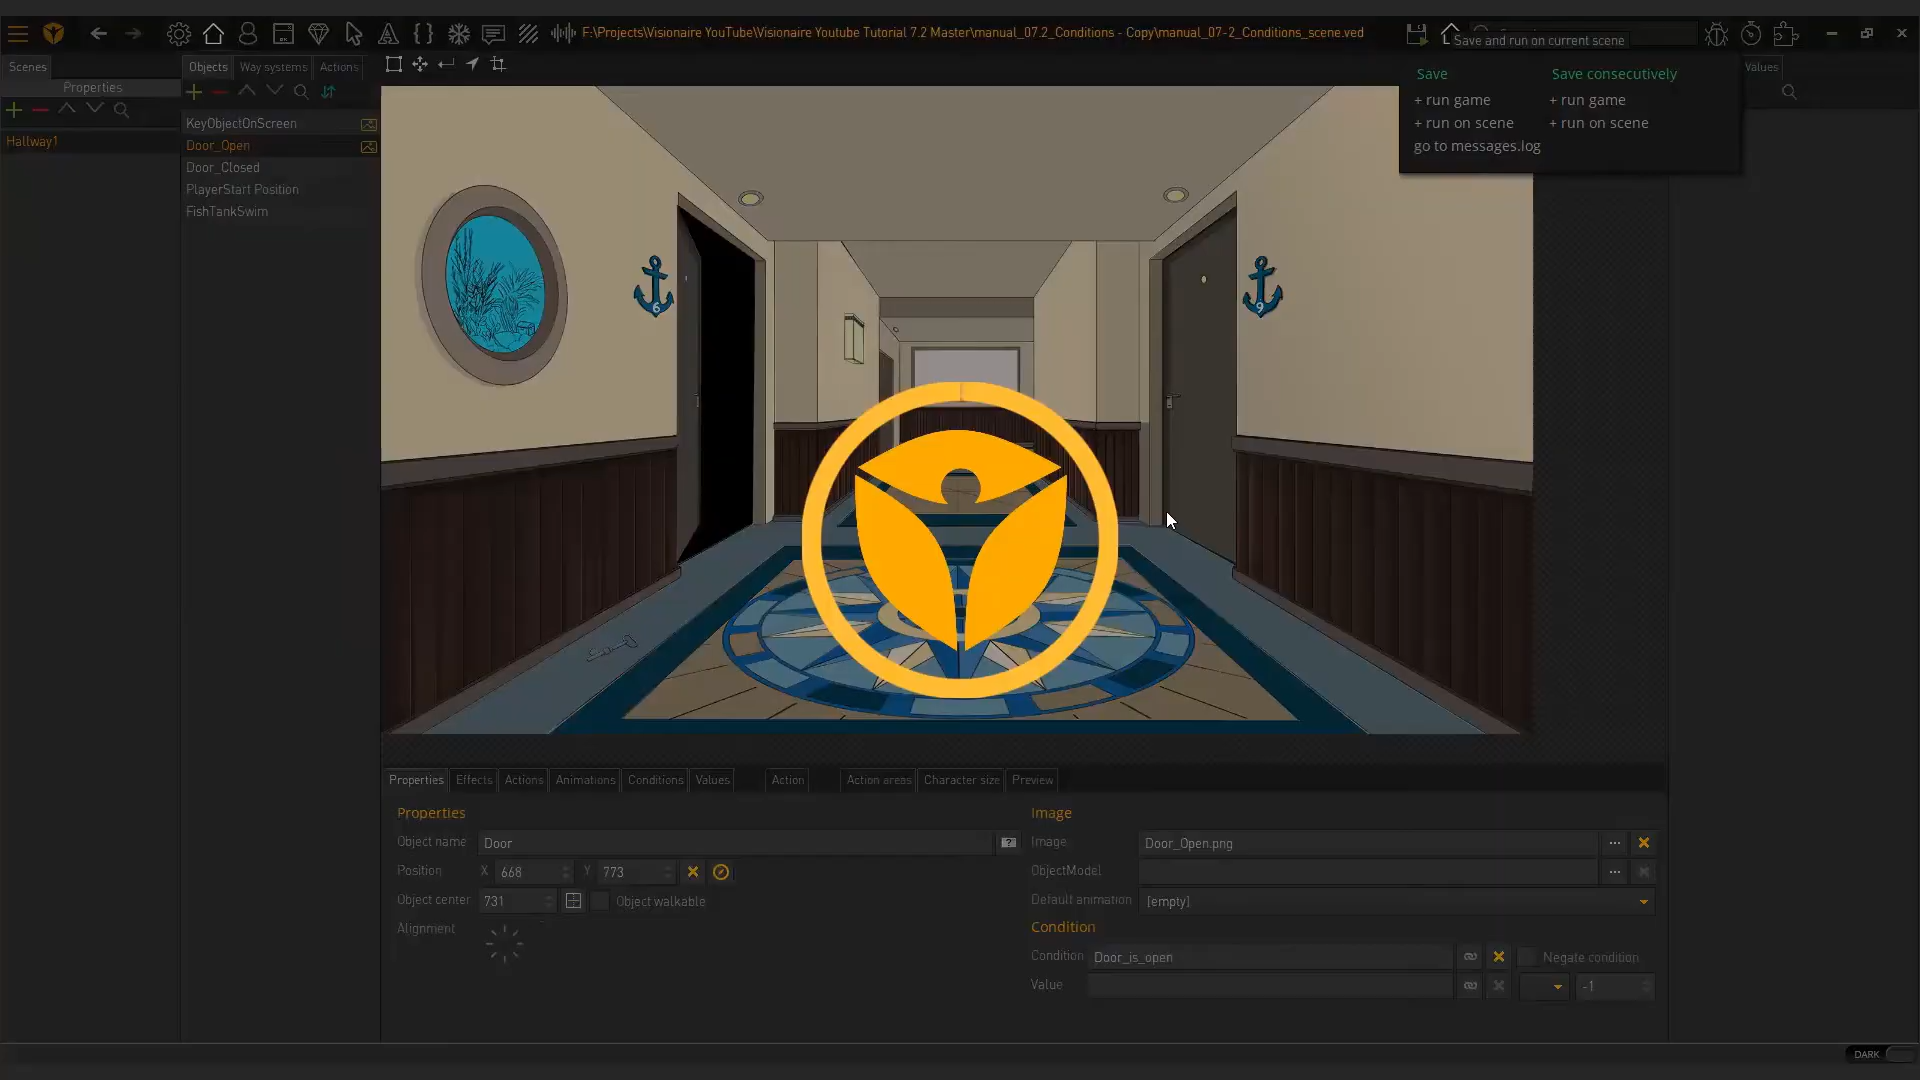 F:\Projects\Visionaire YouTube\Visionaire Youtube Tutorial 7.2 Master\manual_07.2_Conditions - Copy\manual_07-2_Conditions_scene.ved
Save and run on current scene
Scenes
Objects
Way systems
Actions
Values
Properties
Save
Save consecutively
+ run game
+ run game
+ run on scene
+ run on scene
go to messages.log
Hallway1
KeyObjectOnScreen
Door_Open
Door_Closed
PlayerStart Position
FishTankSwim
6
9
Properties
Effects
Actions
Animations
Conditions
Values
Action
Action areas
Character size
Preview
Properties
Image
Object name
Door
Image
Door_Open.png
Position
X
668
Y
773
ObjectModel
Object center
731
Object walkable
Default animation
[empty]
Alignment
Condition
Condition
Door_is_open
Negate condition
Value
-1
DARK